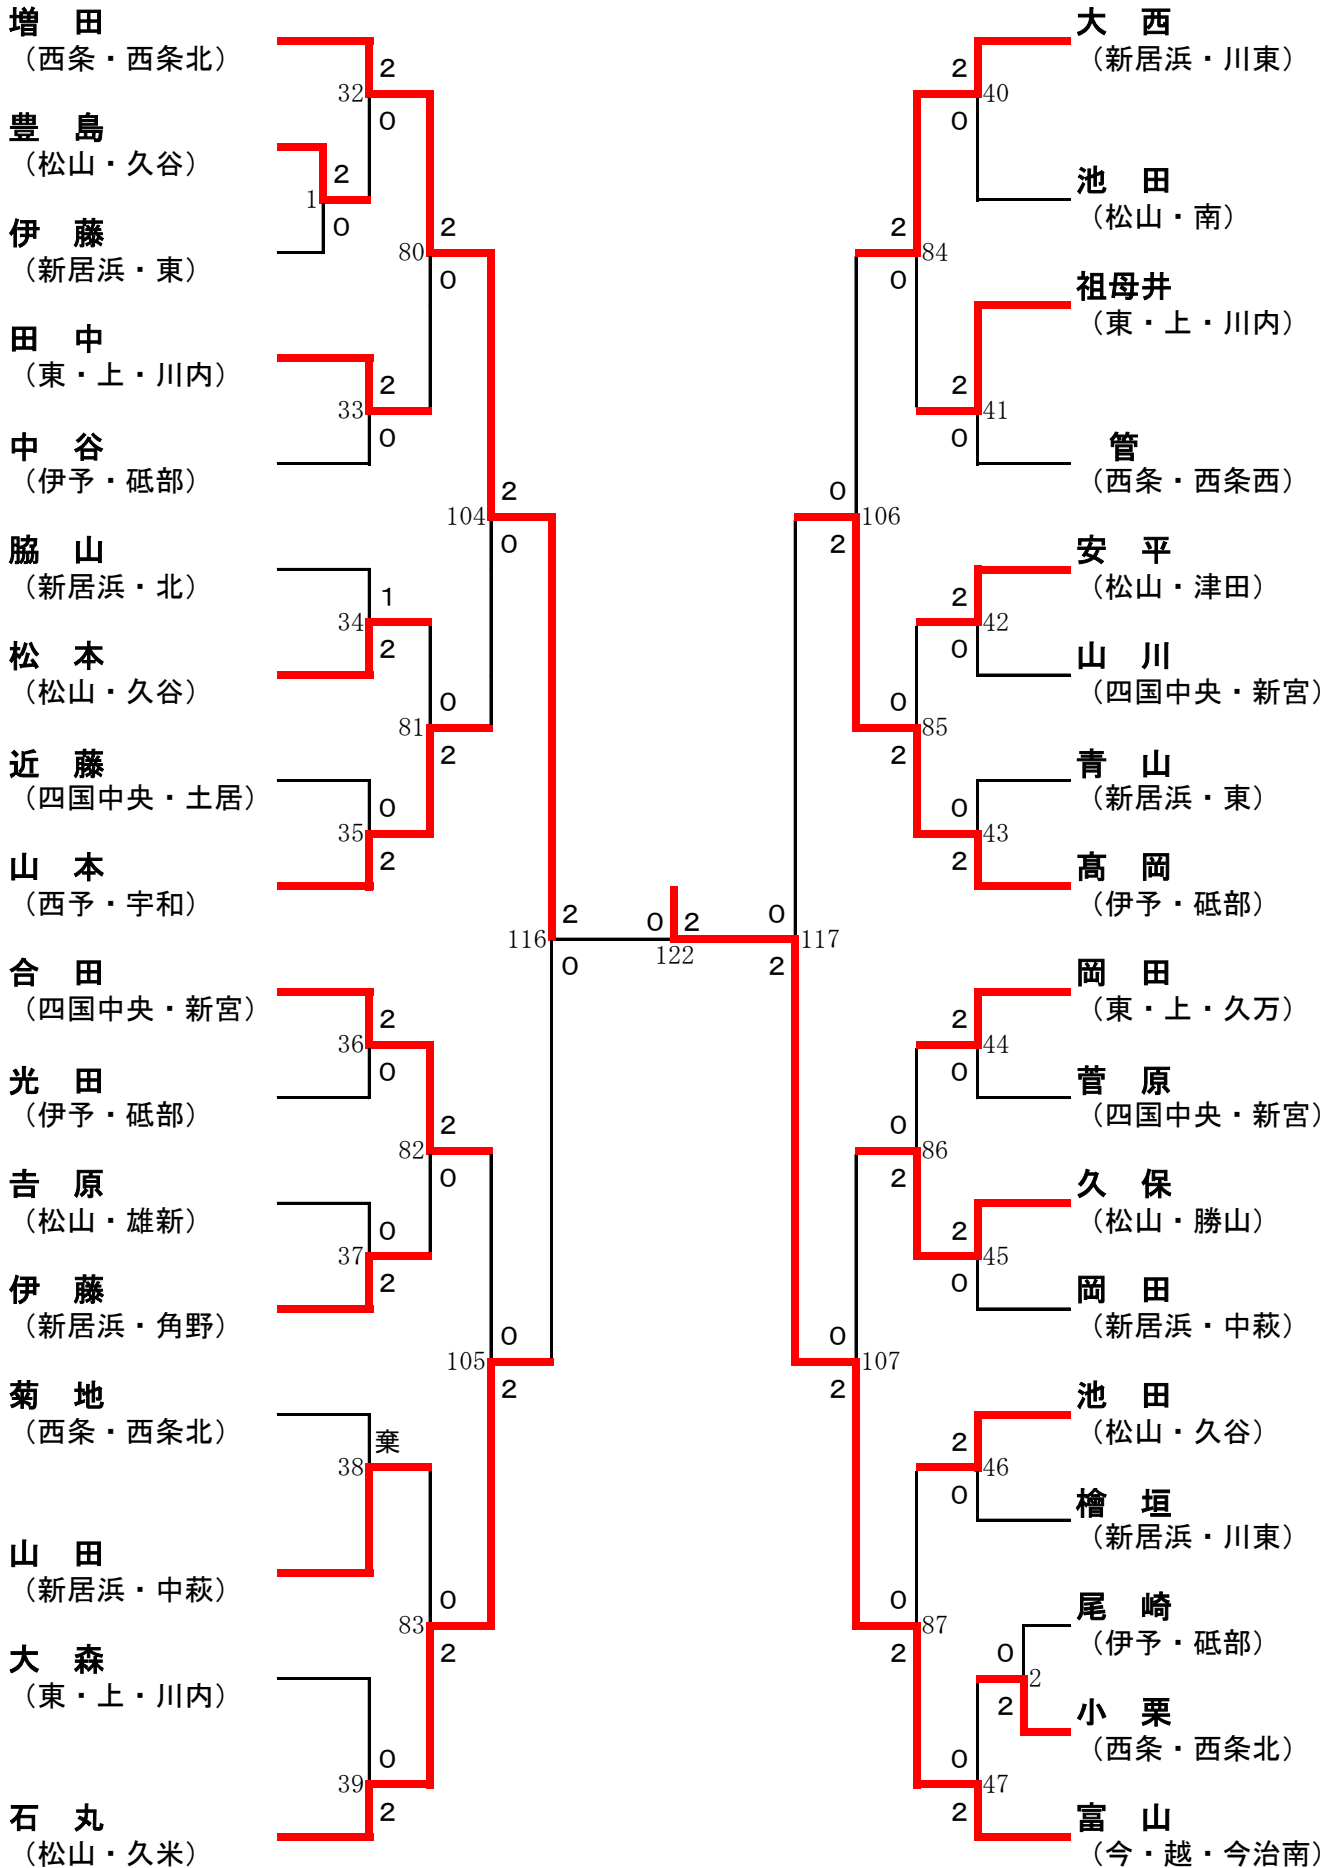 増　田
（西条・西条北）
2
32
0
豊　島
（松山・久谷）
2
1
0
伊　藤
（新居浜・東）
2
80
0
田　中
（東・上・川内）
2
33
0
中　谷
（伊予・砥部）
2
104
0
脇　山
（新居浜・北）
1
34
2
松　本
（松山・久谷）
0
81
2
近　藤
（四国中央・土居）
0
35
2
山　本
（西予・宇和）
2
116
0
合　田
（四国中央・新宮）
2
36
0
光　田
（伊予・砥部）
2
82
0
吉　原
（松山・雄新）
0
37
2
伊　藤
（新居浜・角野）
0
105
2
菊　地
（西条・西条北）
棄
38
山　田
（新居浜・中萩）
0
83
2
大　森
（東・上・川内）
0
39
2
石　丸
（松山・久米）
0 2
122
大　西
（新居浜・川東）
2
40
0
池　田
（松山・南）
2
84
0
祖母井
（東・上・川内）
2
41
0
管
（西条・西条西）
0
106
2
安　平
（松山・津田）
2
42
0
山　川
（四国中央・新宮）
0
85
2
青　山
（新居浜・東）
0
43
2
髙　岡
（伊予・砥部）
0
117
2
岡　田
（東・上・久万）
2
44
0
菅　原
（四国中央・新宮）
0
86
2
久　保
（松山・勝山）
2
45
0
岡　田
（新居浜・中萩）
0
107
2
池　田
（松山・久谷）
2
46
0
檜　垣
（新居浜・川東）
0
87
2
尾　崎
（伊予・砥部）
0
2
2
小　栗
（西条・西条北）
0
47
2
富　山
（今・越・今治南）